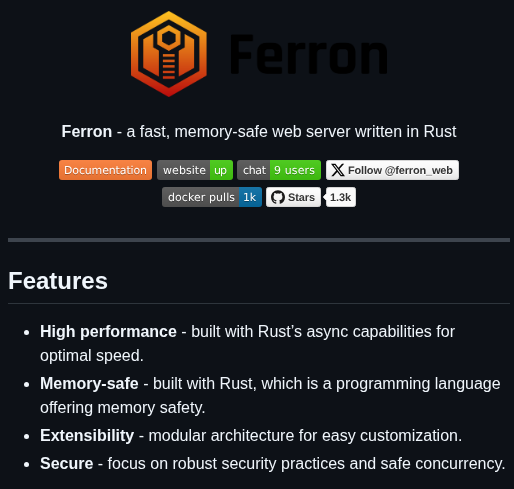 Ferron
Ferron - a fast, memory-safe web server written in Rust
Documentation website up chat 9 users Follow @ferron_web
docker pulls 1k Stars 1.3k
Features
• High performance - built with Rust’s async capabilities for
optimal speed.
• Memory-safe - built with Rust, which is a programming language
offering memory safety.
• Extensibility - modular architecture for easy customization.
• Secure - focus on robust security practices and safe concurrency.